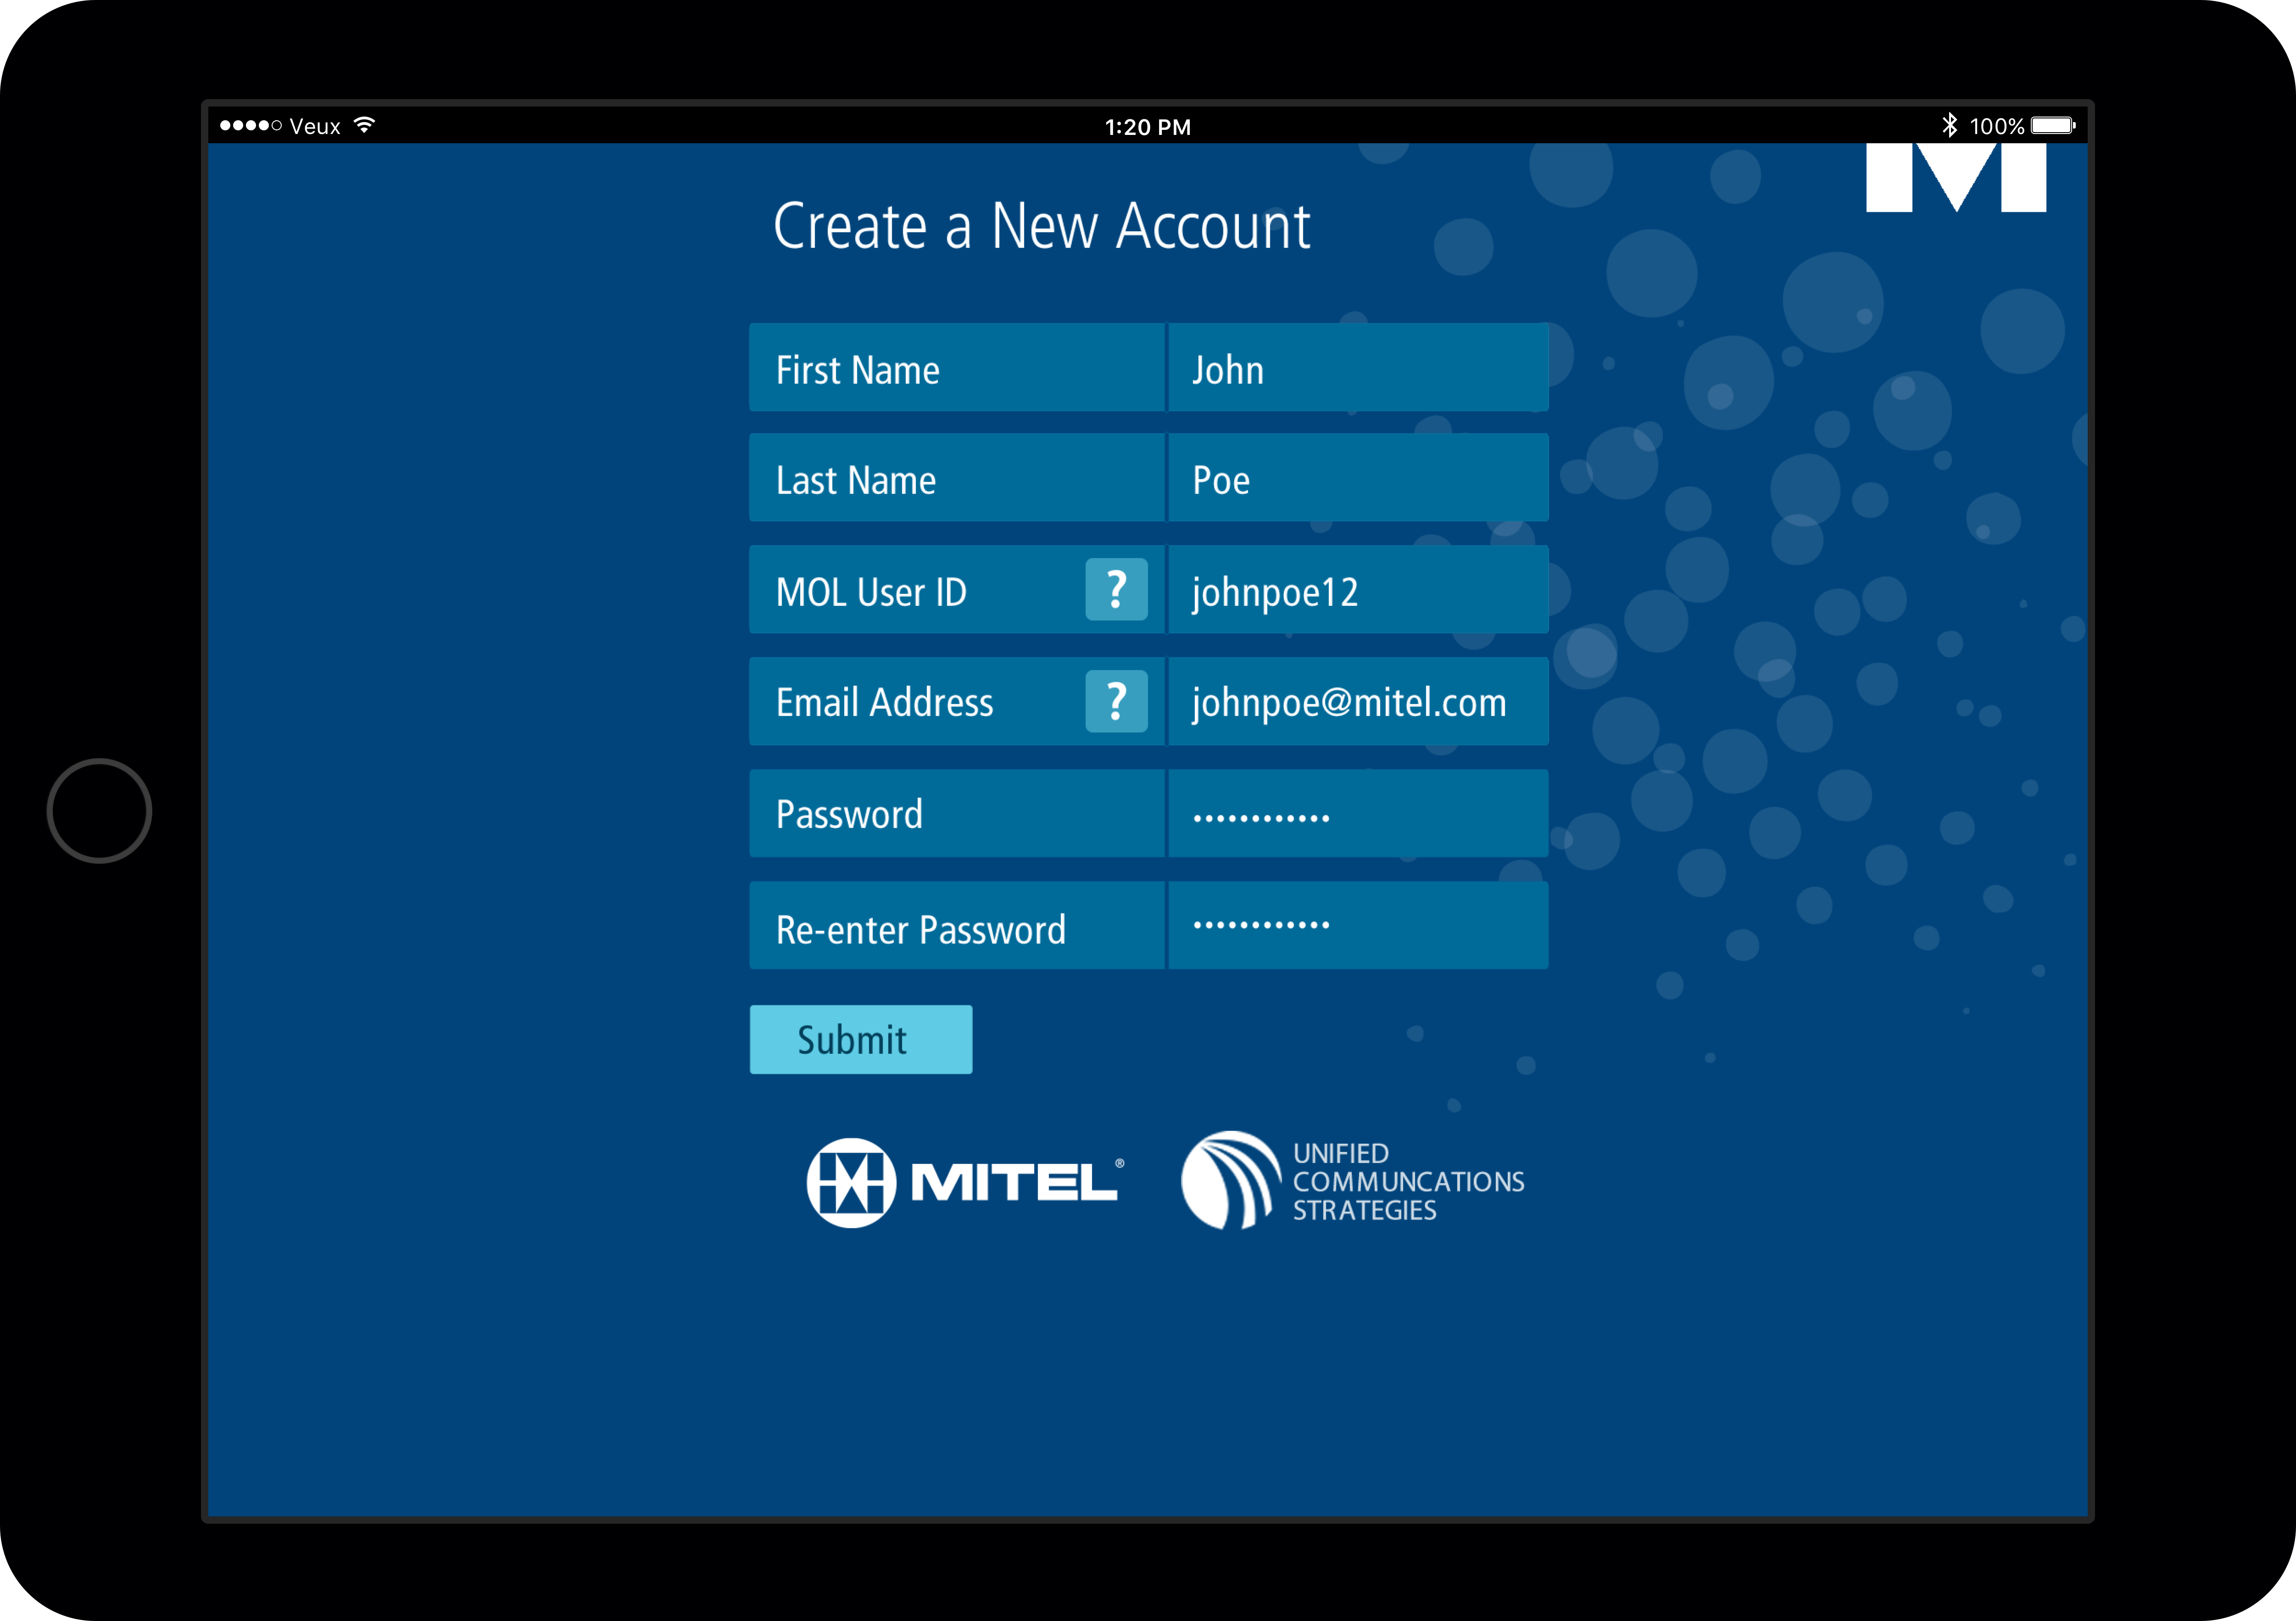 Veux 1:20 PM 100%
M
Create a New Account
First Name John
Last Name Poe
MOL User ID ? johnpoe12
Email Address ? johnpoe@mitel.com
Password ••••••••••••
Re-enter Password ••••••••••••
Submit
MITEL®
UNIFIED
COMMUNCATIONS
STRATEGIES